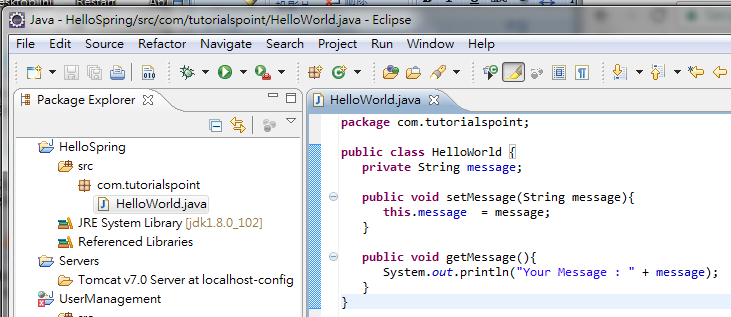 Java - HelloSpring/src/com/tutorialspoint/HelloWorld.java - Eclipse
File Edit Navigate Search Project Run Window Help
Package Explorer
HelloWorld.java
HelloSpring
src
com.tutorialspoint
HelloWorld.java
JRE System Library [jdk1.8.0_102]
Referenced Libraries
Servers
Tomcat v7.0 Server at localhost-config
UserManagement
package com.tutorialspoint;
public class HelloWorld {
private String message;
public void setMessage(String message){
this.message  = message;
}
public void getMessage(){
System.out.println("Your Message : " + message);
}
}